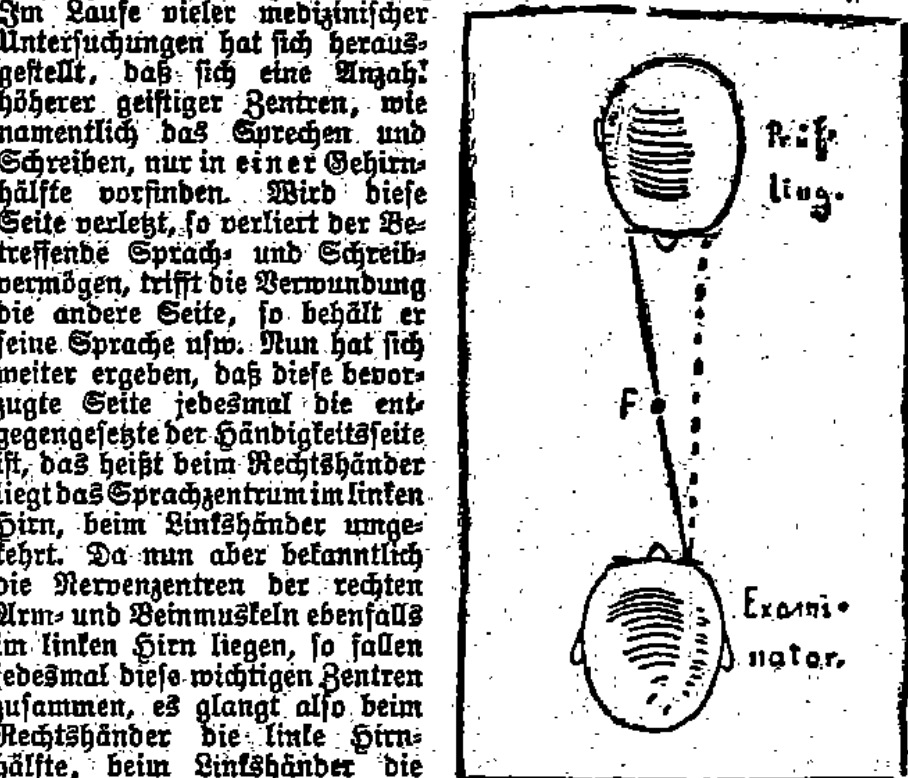 Im Laufe vieler medizinischer
Untersuchungen hat sich heraus-
gestellt, daß sich eine Anzahl
höherer geistiger Zentren, wie
namentlich das Sprechen und
Schreiben, nur in einer Gehirn-
hälfte vorfinden. Wird diese
Seite verletzt, so verliert der Be-
treffende Sprach- und Schreib-
vermögen, trifft die Verwundung
die andere Seite, so behält er
seine Sprache usw. Nun hat sich
weiter ergeben, daß diese bevor-
zugte Seite jedesmal die ent-
gegengesetzte der Händigkeitsseite
ist, das heißt beim Rechtshänder
liegt das Sprachzentrum im linken
Hirn, beim Linkshänder umge-
kehrt. Da nun aber bekanntlich
die Nervenzentren der rechten
Arm- und Beinmuskeln ebenfalls
im linken Hirn liegen, so fallen
jedesmal diese wichtigen Zentren
zusammen, es glangt also beim
Rechtshänder die linke Hirn-
hälfte, beim Linkshänder die
Prüf
ling.
F
Exami-
nator.